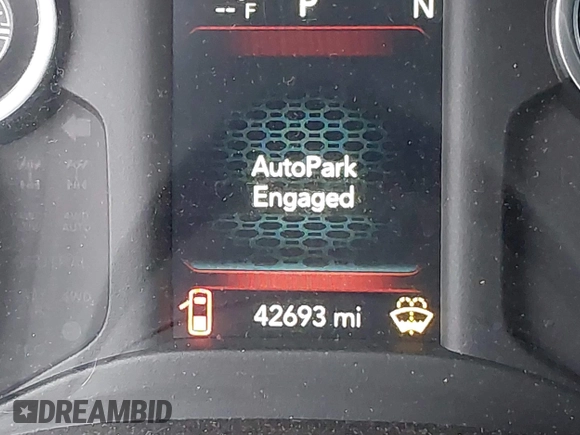 -- F P N
AutoPark
Engaged
42693 mi
DREAMBID